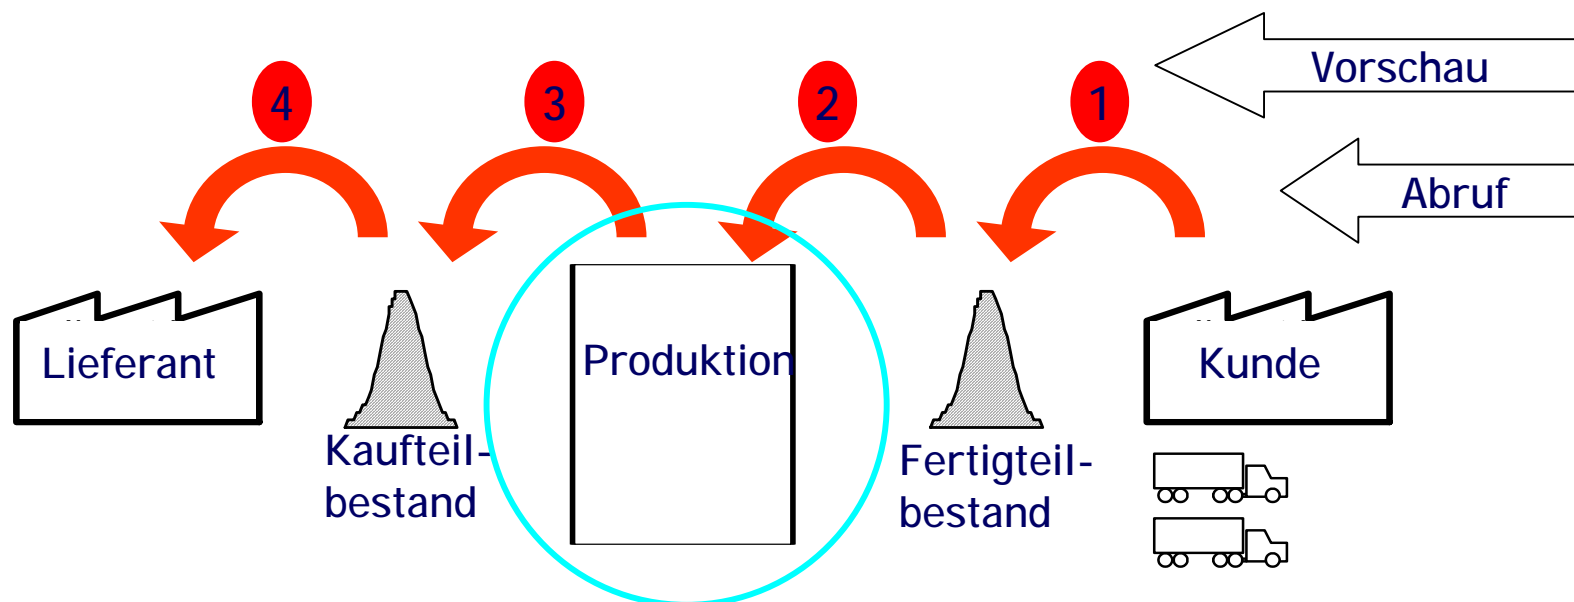 Vorschau
4
3
2
1
Abruf
Lieferant
Produktion
Kunde
Kaufteil-
bestand
Fertigteil-
bestand